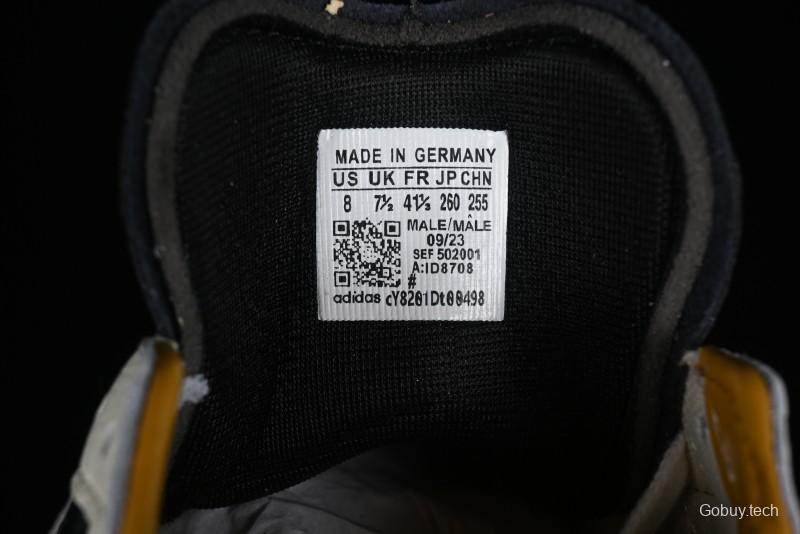 MADE IN GERMANY
US UK FR JP CHN
8 7½ 41⅓ 260 255
MALE/MÂLE
09/23
SEF 502001
A:ID8708
#
adidas cY8201Dt00498
Gobuy.tech